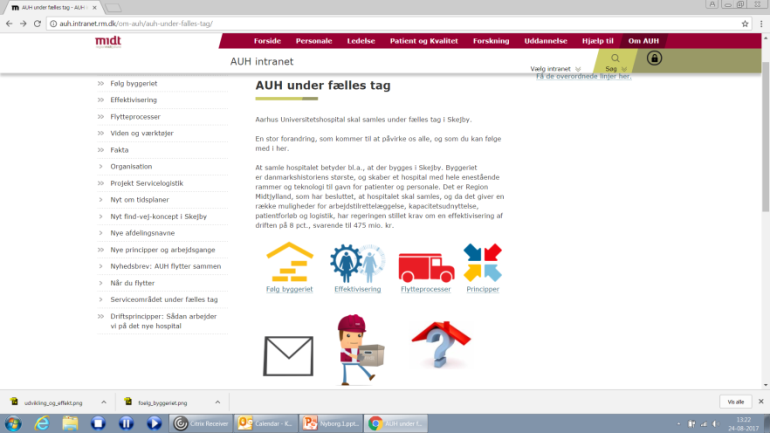 AUH under fælles tag - AUH
auh.intranet.rm.dk/om-auh/auh-under-falles-tag/
midt
Forside Personale Ledelse Patient og Kvalitet Forskning Uddannelse Hjælp til Om AUH
AUH intranet
Vælg intranet Søg
Få de overordnede linjer her.
Følg byggeriet
Effektivisering
Flytteprocesser
Viden og værktøjer
Fakta
Organisation
Projekt Servicelogistik
Nyt om tidsplaner
Nyt find-vej-koncept i Skejby
Nye afdelingsnavne
Nye principper og arbejdsgange
Nyhedsbrev: AUH flytter sammen
Når du flytter
Serviceområdet under fælles tag
Driftsprincipper: Sådan arbejder
vi på det nye hospital
AUH under fælles tag
Aarhus Universitetshospital skal samles under fælles tag i Skejby.
En stor forandring, som kommer til at påvirke os alle, og som du kan følge
med i her.
At samle hospitalet betyder bl.a., at der bygges i Skejby. Byggeriet
er danmarkshistoriens største, og skaber et hospital med hele enestående
rammer og teknologi til gavn for patienter og personale. Det er Region
Midtjylland, som har besluttet, at hospitalet skal samles, og da det giver en
række muligheder for arbejdstilrettelæggelse, kapacitetsudnyttelse,
patientforløb og logistik, har regeringen stillet krav om en effektivisering af
driften på 8 pct., svarende til 475 mio. kr.
Følg byggeriet Effektivisering Flytteprocesser Principper
udvikling_og_effekt.png foelg_byggeriet.png Vis alle
Citrix Receiver Calendar - K... Nyborg1.ppt... AUH under f...
13:22
24-08-2017